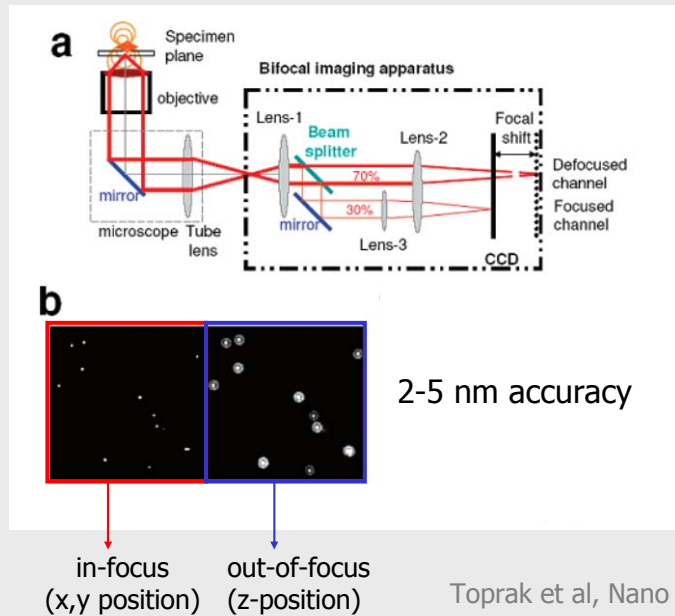 a
Specimen
plane
objective
mirror
microscope
Tube
lens
Bifocal imaging apparatus
Lens-1
Beam
splitter
70%
30%
mirror
Lens-3
Lens-2
Focal
shift
Defocused
channel
Focused
channel
CCD
b
2-5 nm accuracy
in-focus
(x,y position)
out-of-focus
(z-position)
Toprak et al, Nano